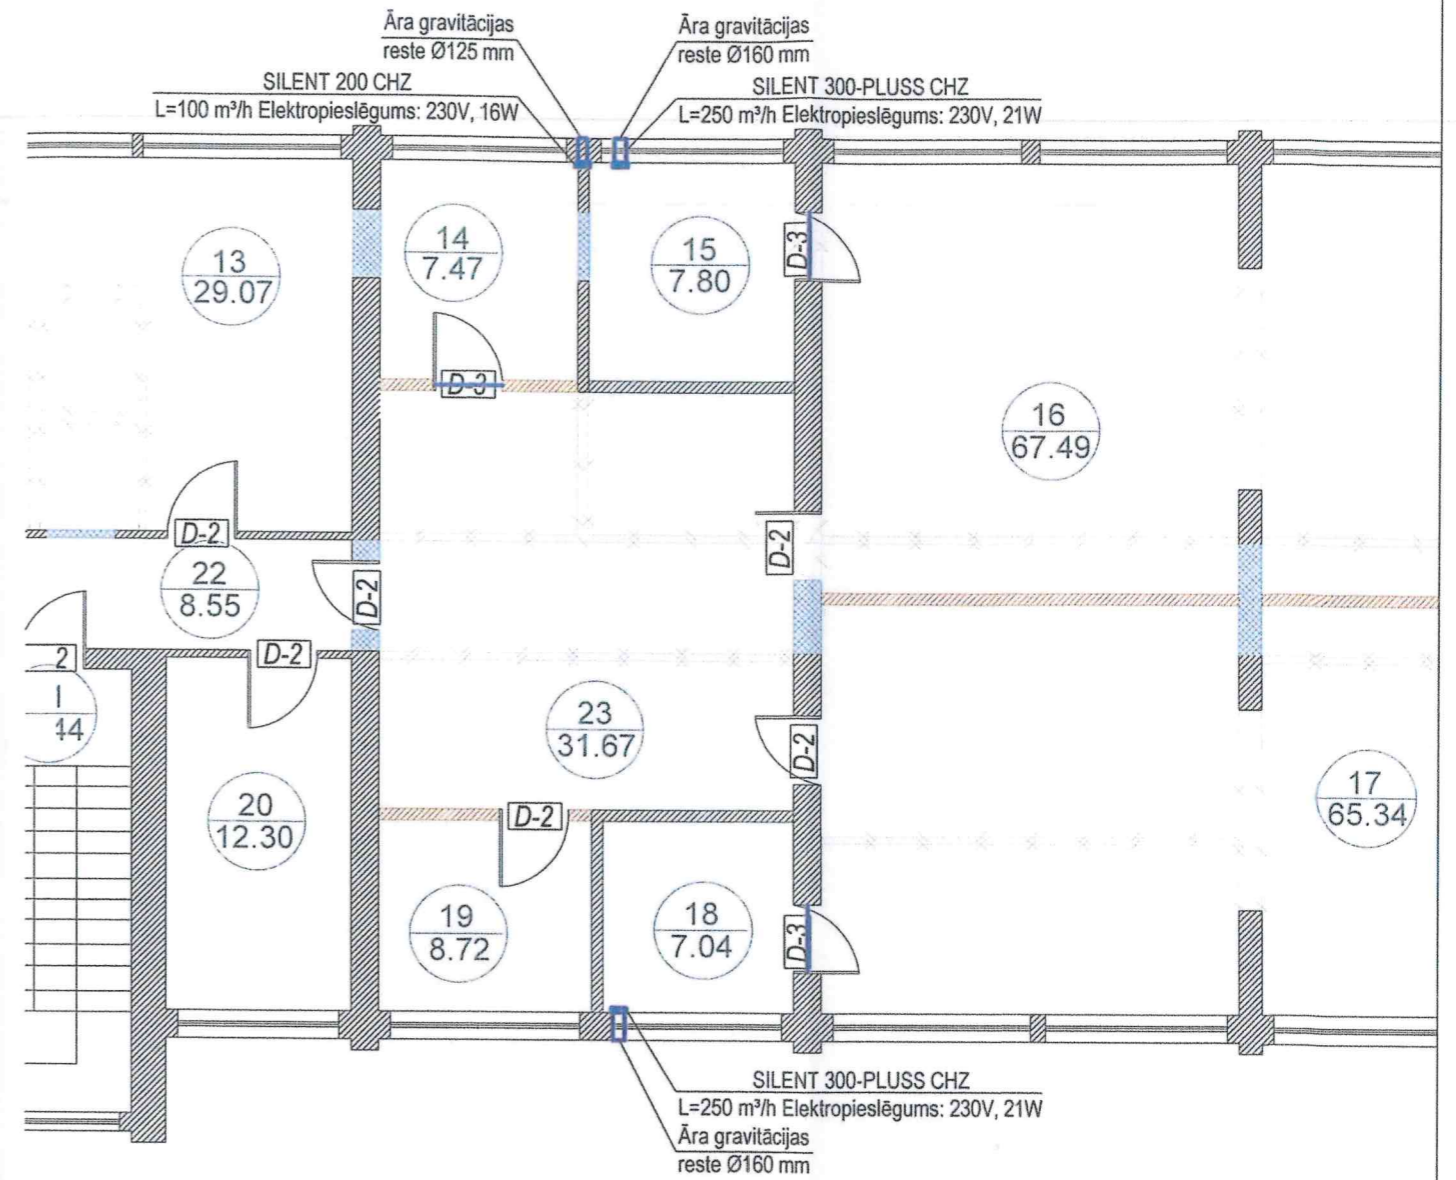 Āra gravitācijas
reste Ø125 mm
Āra gravitācijas
reste Ø160 mm
SILENT 200 CHZ
L=100 m³/h Elektropieslēgums: 230V, 16W
SILENT 300-PLUSS CHZ
L=250 m³/h Elektropieslēgums: 230V, 21W
13
29.07
14
7.47
15
7.80
D-3
D-3
16
67.49
D-2
22
8.55
D-2
D-2
D-2
2
44
23
31.67
D-2
17
65.34
20
12.30
D-2
19
8.72
18
7.04
D-3
SILENT 300-PLUSS CHZ
L=250 m³/h Elektropieslēgums: 230V, 21W
Āra gravitācijas
reste Ø160 mm